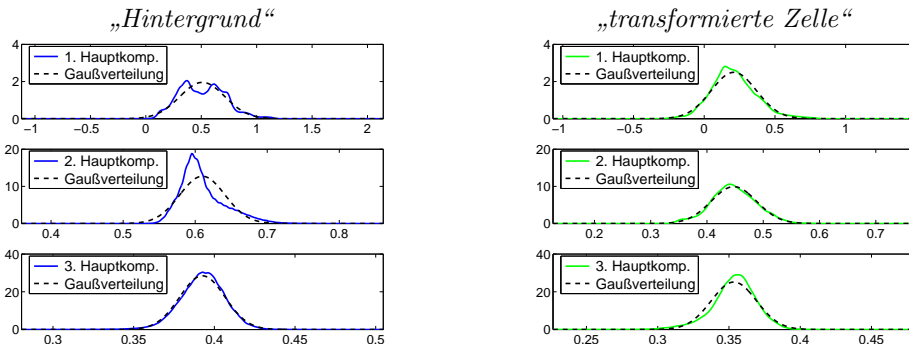 „Hintergrund“
4
2
0
1. Hauptkomp.
Gaußverteilung
−1 −0.5 0 0.5 1 1.5 2
20
10
0
2. Hauptkomp.
Gaußverteilung
0.4 0.5 0.6 0.7 0.8
40
20
0
3. Hauptkomp.
Gaußverteilung
0.3 0.35 0.4 0.45 0.5
„transformierte Zelle“
4
2
0
1. Hauptkomp.
Gaußverteilung
−1 −0.5 0 0.5 1
20
10
0
2. Hauptkomp.
Gaußverteilung
0.2 0.3 0.4 0.5 0.6 0.7
40
20
0
3. Hauptkomp.
Gaußverteilung
0.25 0.3 0.35 0.4 0.45